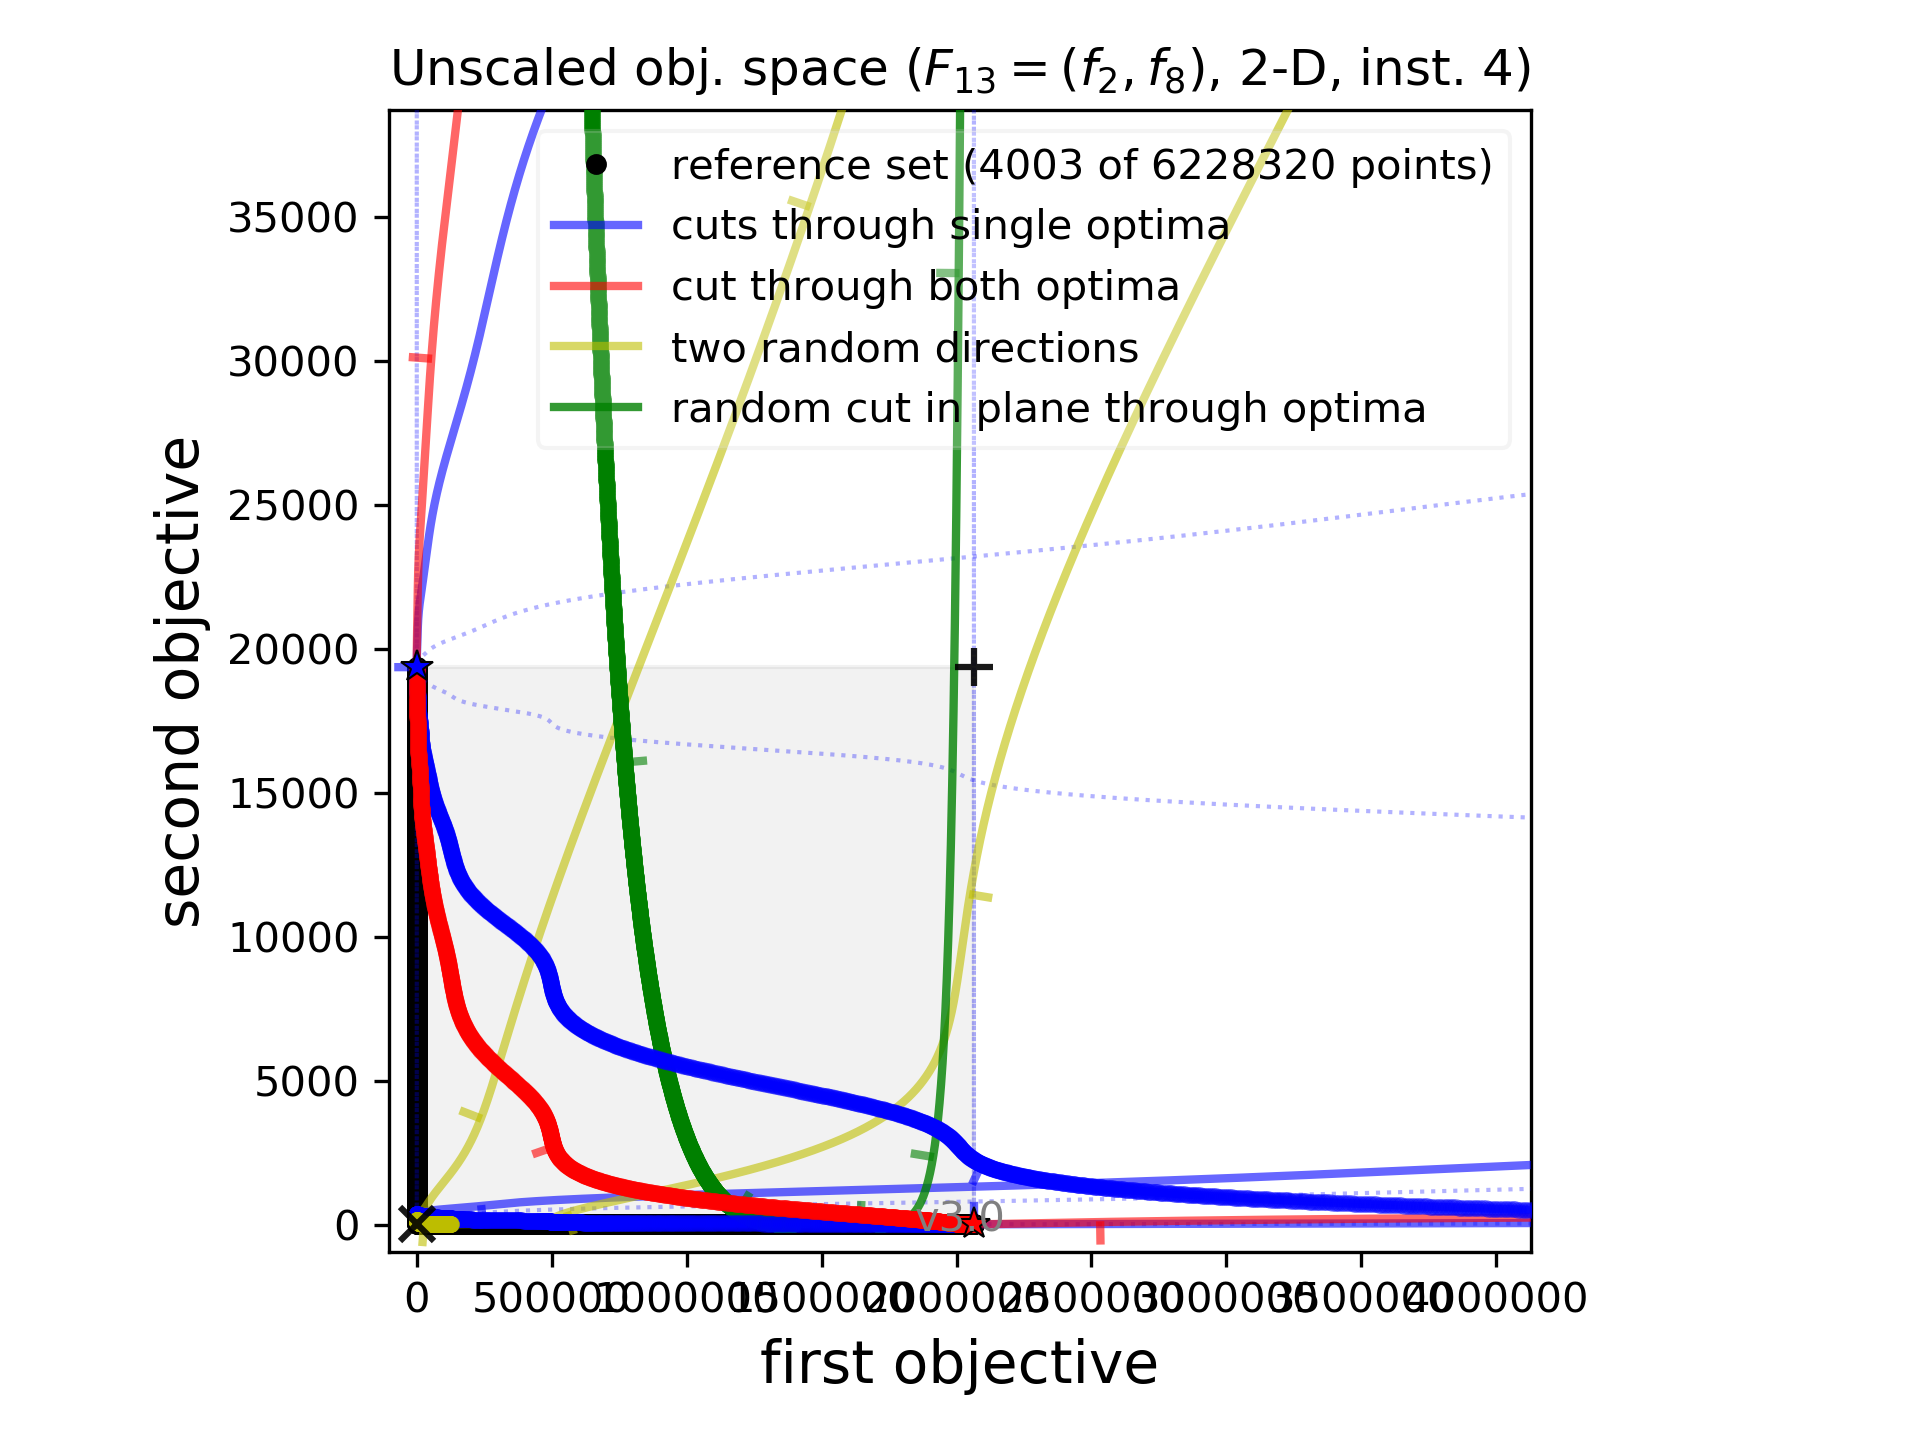 Unscaled obj. space (F13 = (f2, f8), 2-D, inst. 4)
reference set (4003 of 6228320 points)
cuts through single optima
cut through both optima
two random directions
random cut in plane through optima
second objective
35000
30000
25000
20000
15000
10000
5000
0
v3.0
0 500000 1000000 1500000 2000000 2500000 3000000 3500000 4000000
first objective